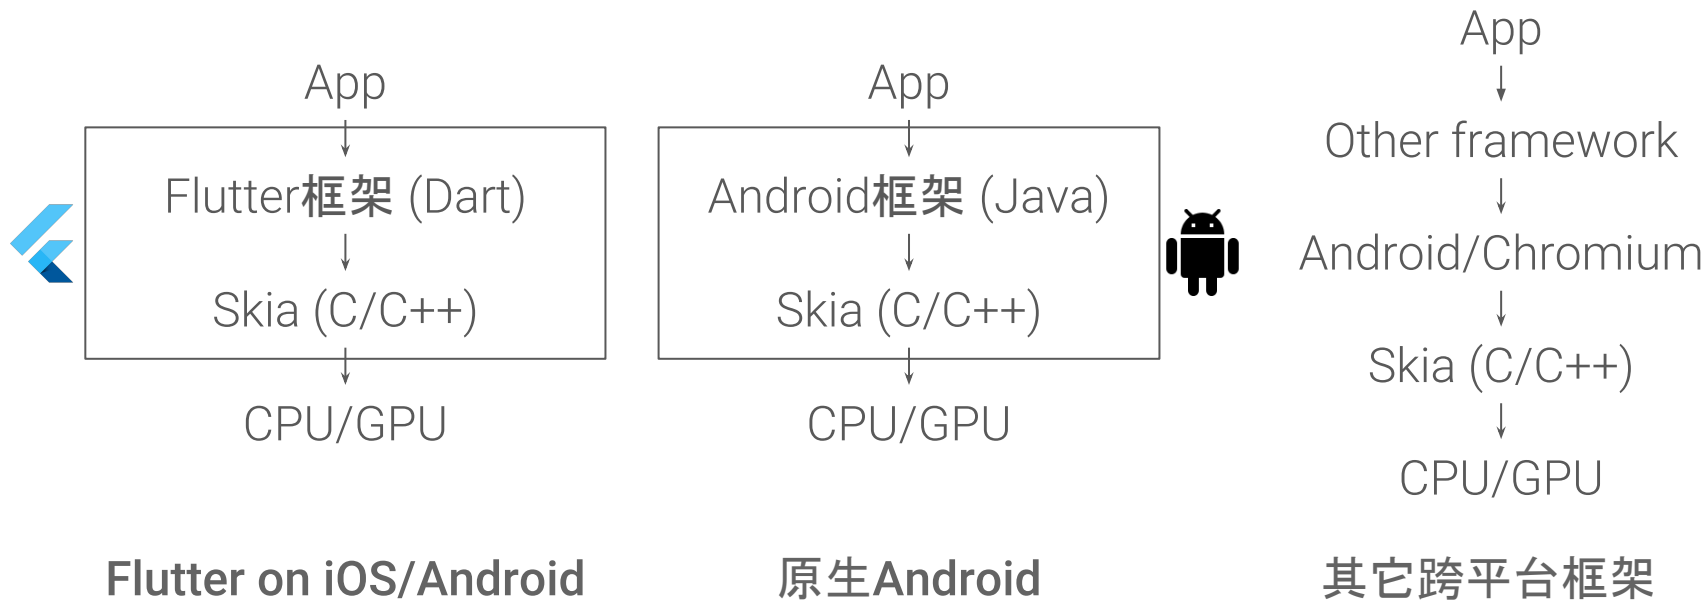 App
Flutter框架 (Dart)
Skia (C/C++)
CPU/GPU
Flutter on iOS/Android
App
Android框架 (Java)
Skia (C/C++)
CPU/GPU
原生Android
App
Other framework
Android/Chromium
Skia (C/C++)
CPU/GPU
其它跨平台框架